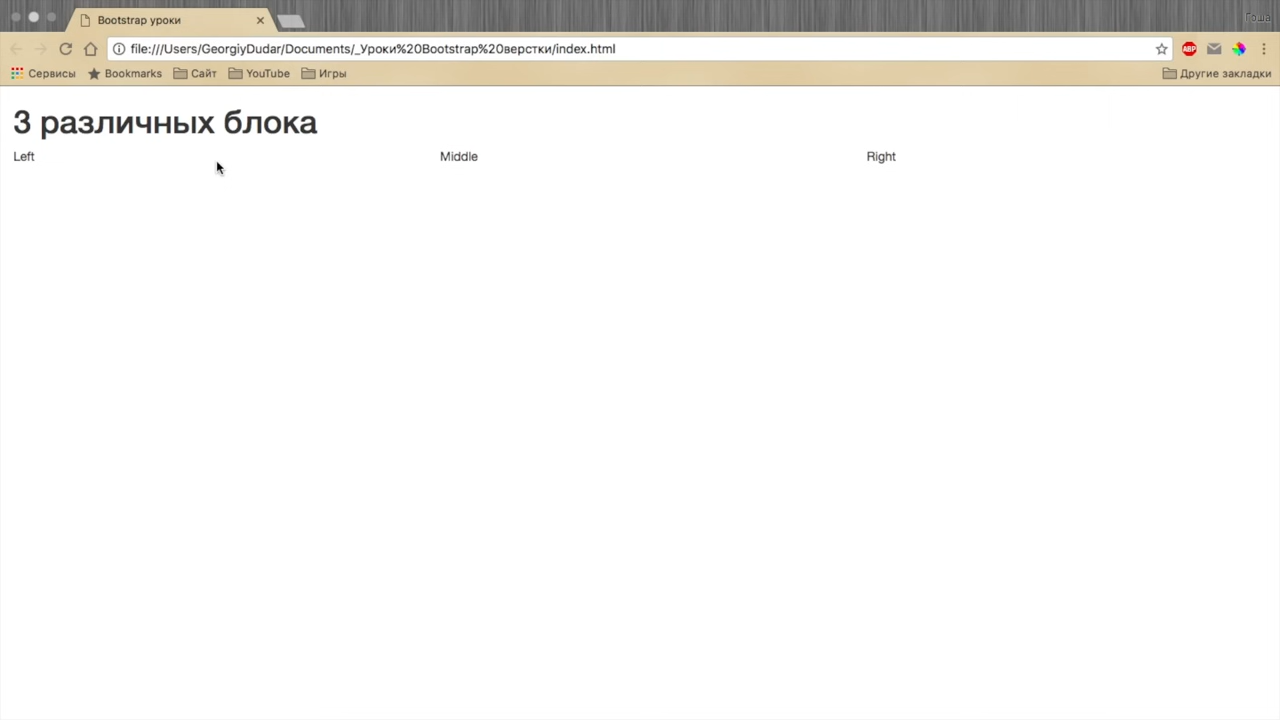 Bootstrap уроки
Гоша
file:///Users/GeorgiyDudar/Documents/_Уроки%20Bootstrap%20верстки/index.html
ABP
Сервисы Bookmarks Сайт YouTube Игры Другие закладки
3 различных блока
Left Middle Right